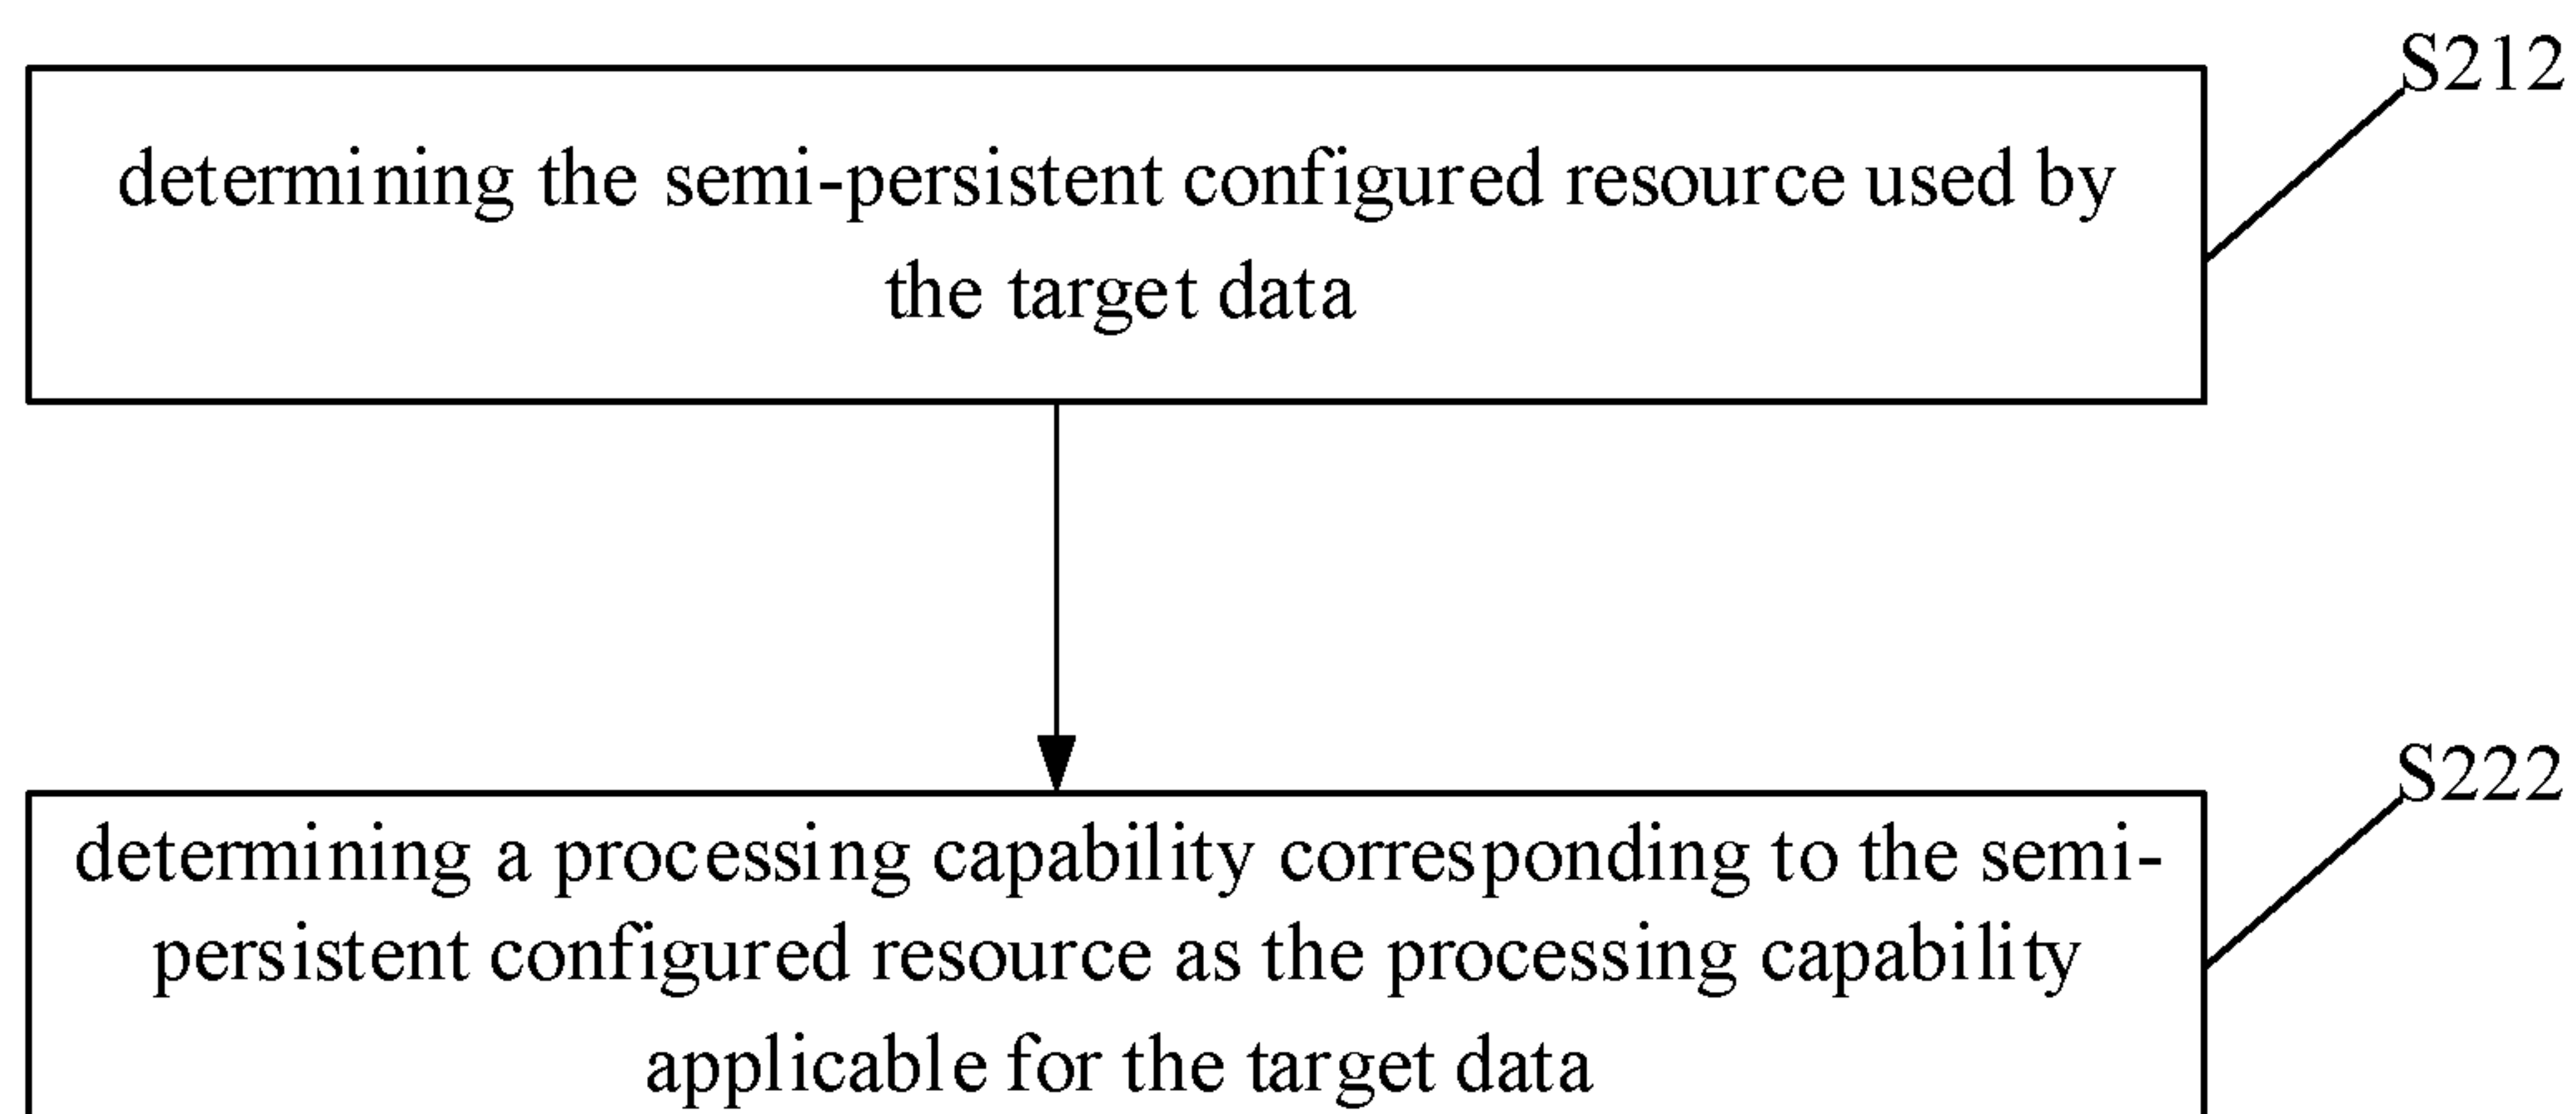 S212
determining the semi-persistent configured resource used by
the target data
S222
determining a processing capability corresponding to the semi-
persistent configured resource as the processing capability
applicable for the target data